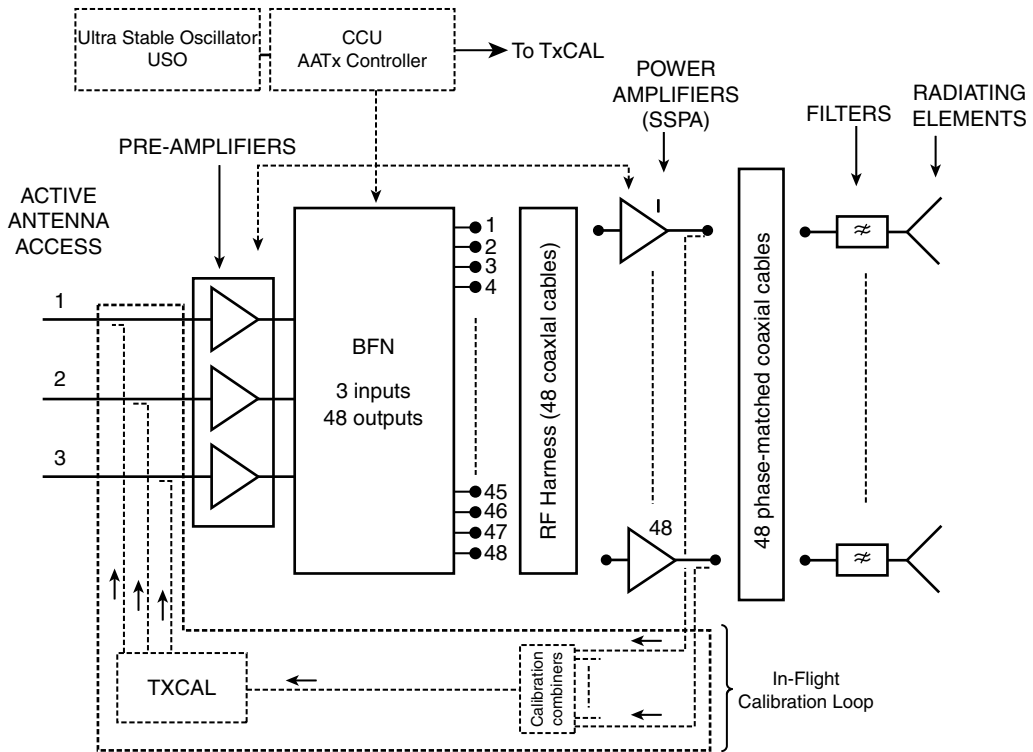 Ultra Stable Oscillator
USO
CCU
AATx Controller
To TxCAL
POWER
AMPLIFIERS
(SSPA)
FILTERS
RADIATING
ELEMENTS
PRE-AMPLIFIERS
ACTIVE
ANTENNA
ACCESS
1
2
3
BFN
3 inputs
48 outputs
1
2
3
4
45
46
47
48
RF Harness (48 coaxial cables)
I
48
48 phase-matched coaxial cables
≉
≉
TXCAL
Calibration
combiners
In-Flight
Calibration Loop